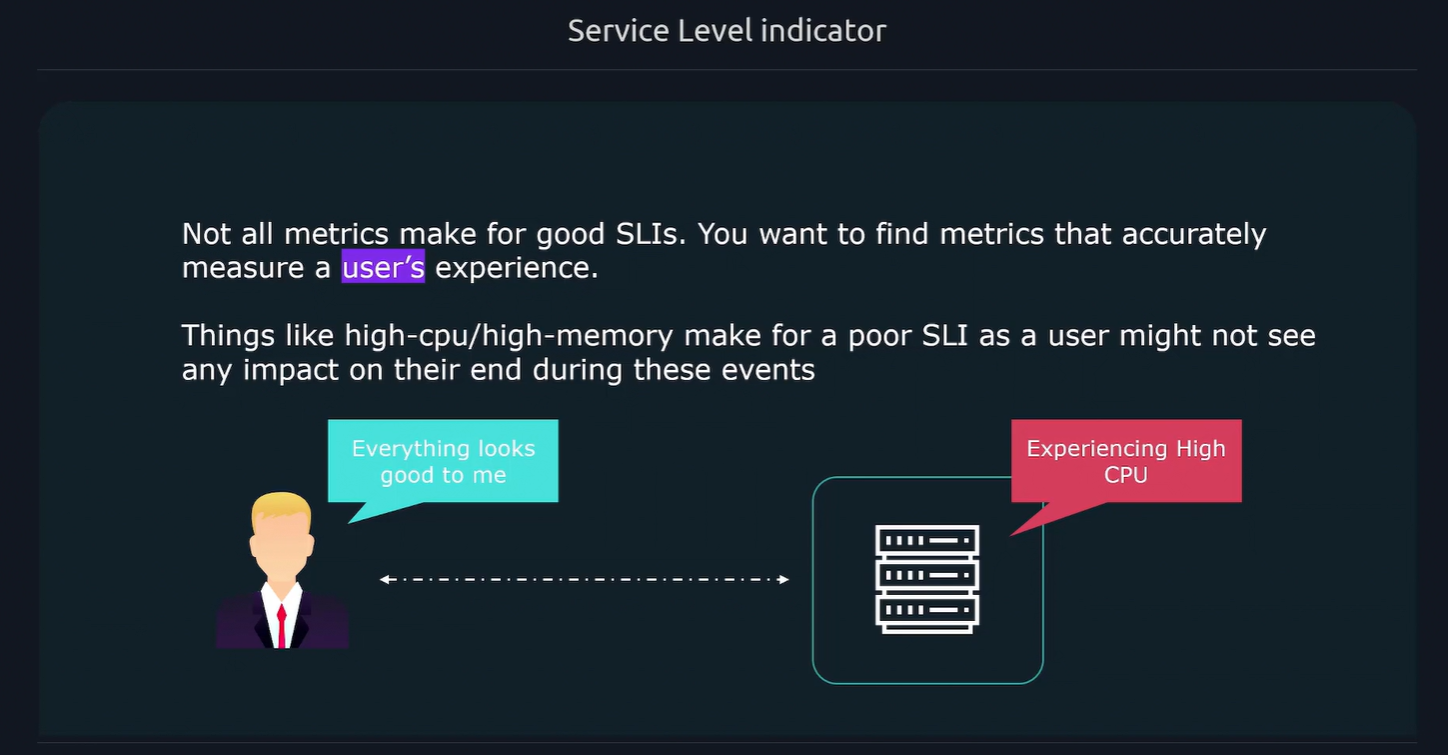 Service Level indicator
Not all metrics make for good SLIs. You want to find metrics that accurately
measure a user’s experience.
Things like high-cpu/high-memory make for a poor SLI as a user might not see
any impact on their end during these events
Everything looks
good to me
Experiencing High
CPU